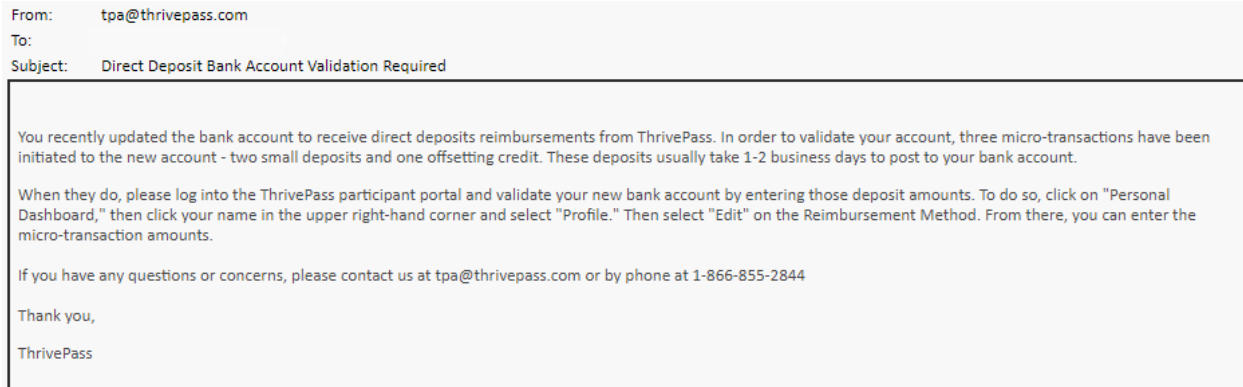 From: tpa@thrivepass.com
To:
Subject: Direct Deposit Bank Account Validation Required
You recently updated the bank account to receive direct deposits reimbursements from ThrivePass. In order to validate your account, three micro-transactions have been
initiated to the new account - two small deposits and one offsetting credit. These deposits usually take 1-2 business days to post to your bank account.
When they do, please log into the ThrivePass participant portal and validate your new bank account by entering those deposit amounts. To do so, click on "Personal
Dashboard," then click your name in the upper right-hand corner and select "Profile." Then select "Edit" on the Reimbursement Method. From there, you can enter the
micro-transaction amounts.
If you have any questions or concerns, please contact us at tpa@thrivepass.com or by phone at 1-866-855-2844
Thank you,
ThrivePass